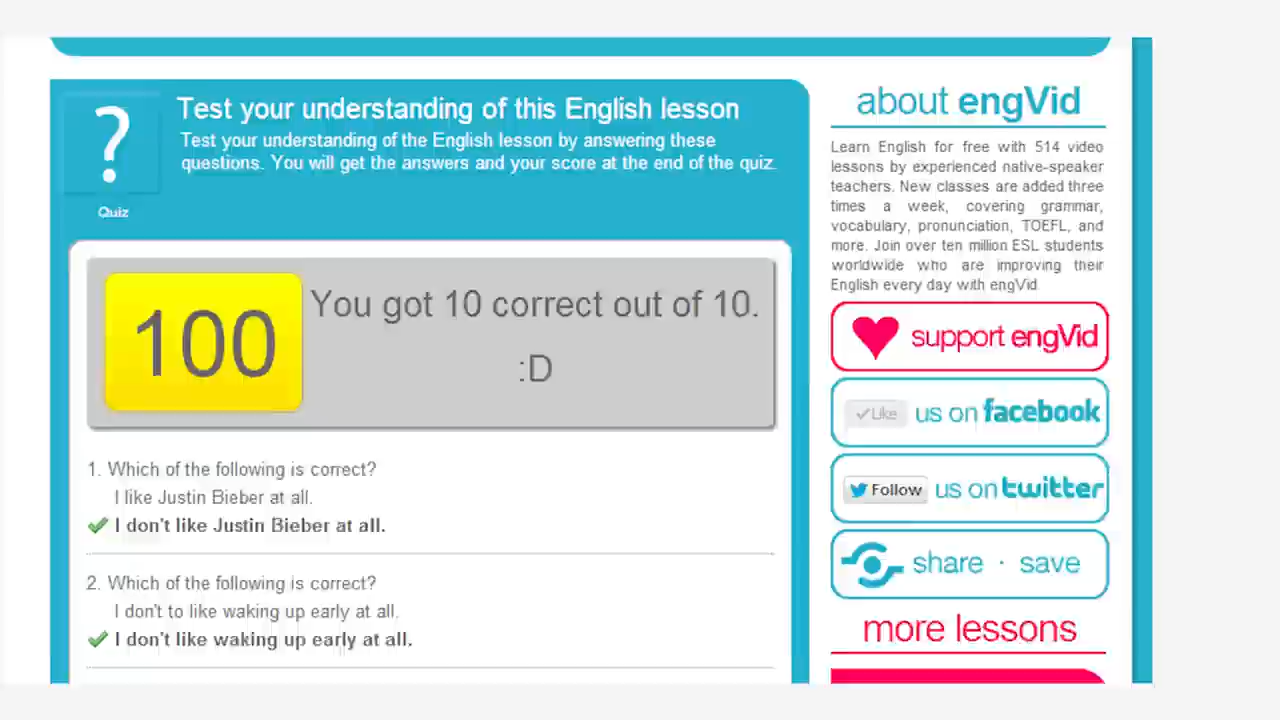 ?
Quiz
Test your understanding of this English lesson
Test your understanding of the English lesson by answering these
questions. You will get the answers and your score at the end of the quiz.
100
You got 10 correct out of 10.
:D
1. Which of the following is correct?
I like Justin Bieber at all.
I don't like Justin Bieber at all.
2. Which of the following is correct?
I don't to like waking up early at all.
I don't like waking up early at all.
about engVid
Learn English for free with 514 video
lessons by experienced native-speaker
teachers. New classes are added three
times a week, covering grammar,
vocabulary, pronunciation, TOEFL, and
more. Join over ten million ESL students
worldwide who are improving their
English every day with engVid.
support engVid
Like us on facebook
Follow us on twitter
share · save
more lessons